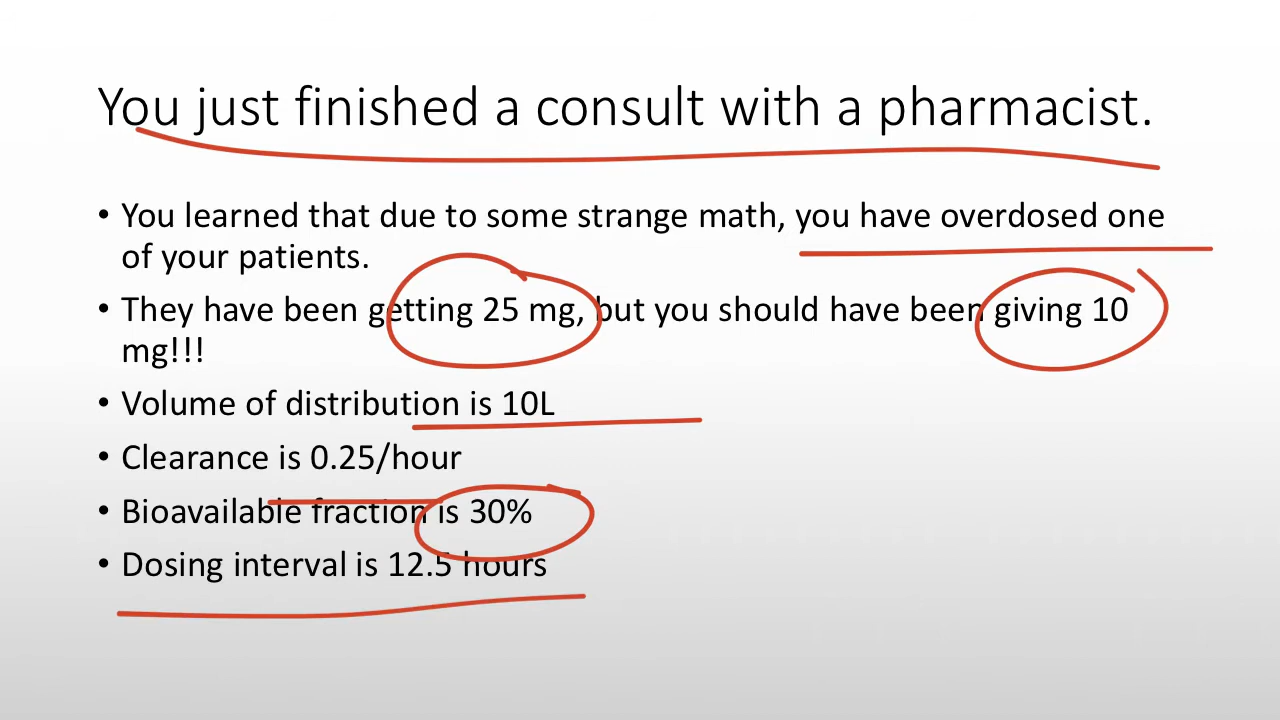 You just finished a consult with a pharmacist.
• You learned that due to some strange math, you have overdosed one
of your patients.
• They have been getting 25 mg, but you should have been giving 10
mg!!!
• Volume of distribution is 10L
• Clearance is 0.25/hour
• Bioavailable fraction is 30%
• Dosing interval is 12.5 hours